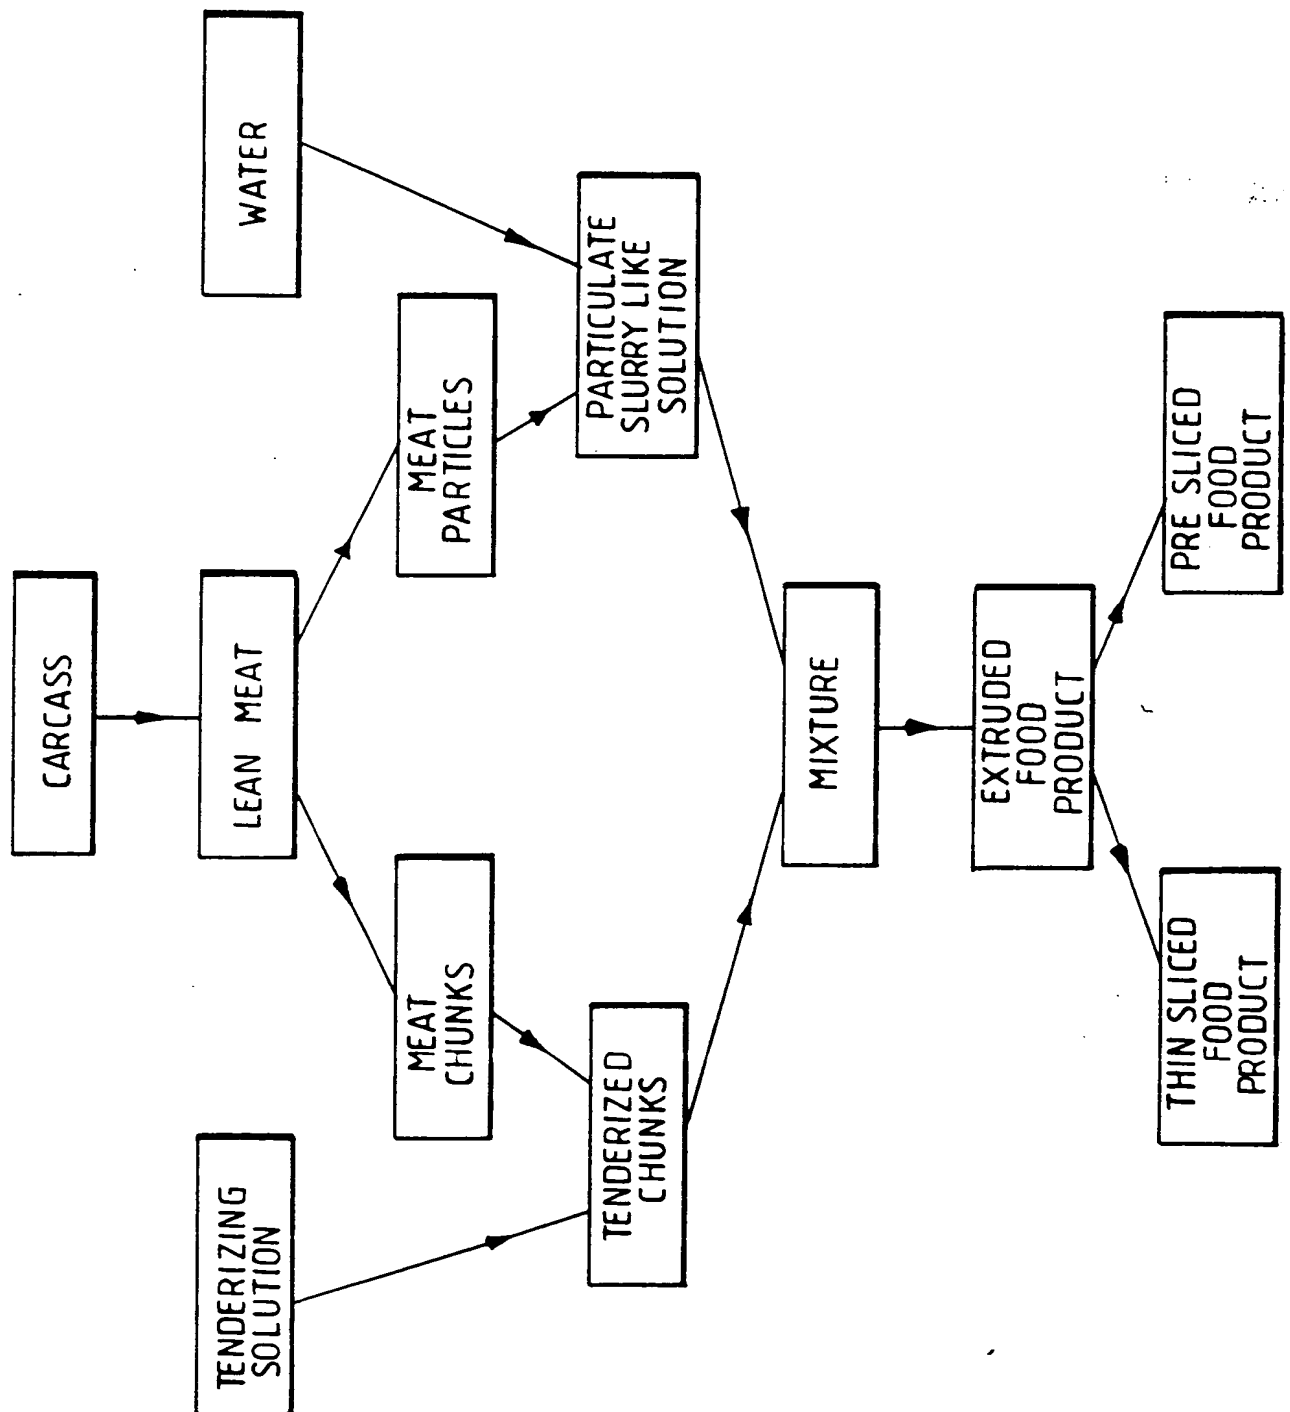 CARCASS
TENDERIZING
SOLUTION
LEAN MEAT
WATER
MEAT
CHUNKS
MEAT
PARTICLES
TENDERIZED
CHUNKS
PARTICULATE
SLURRY LIKE
SOLUTION
MIXTURE
EXTRUDED
FOOD
PRODUCT
THIN SLICED
FOOD
PRODUCT
PRE SLICED
FOOD
PRODUCT